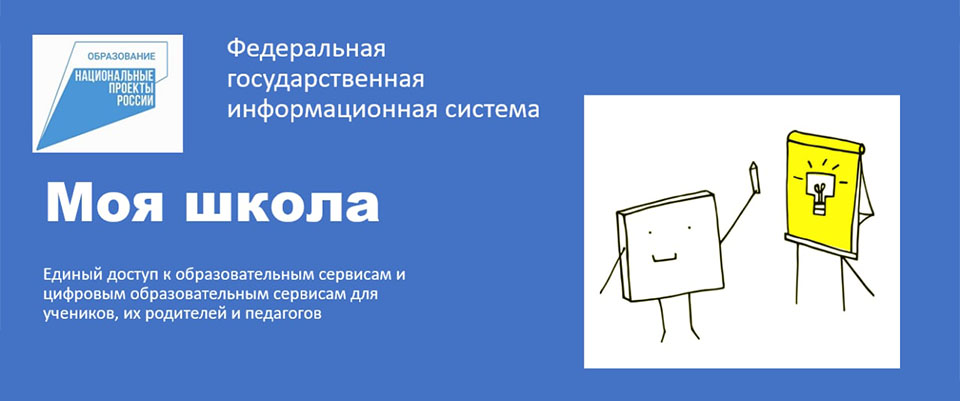 ОБРАЗОВАНИЕ
НАЦИОНАЛЬНЫЕ
ПРОЕКТЫ
РОССИИ
Федеральная
государственная
информационная система
Моя школа
Единый доступ к образовательным сервисам и
цифровым образовательным сервисам для
учеников, их родителей и педагогов